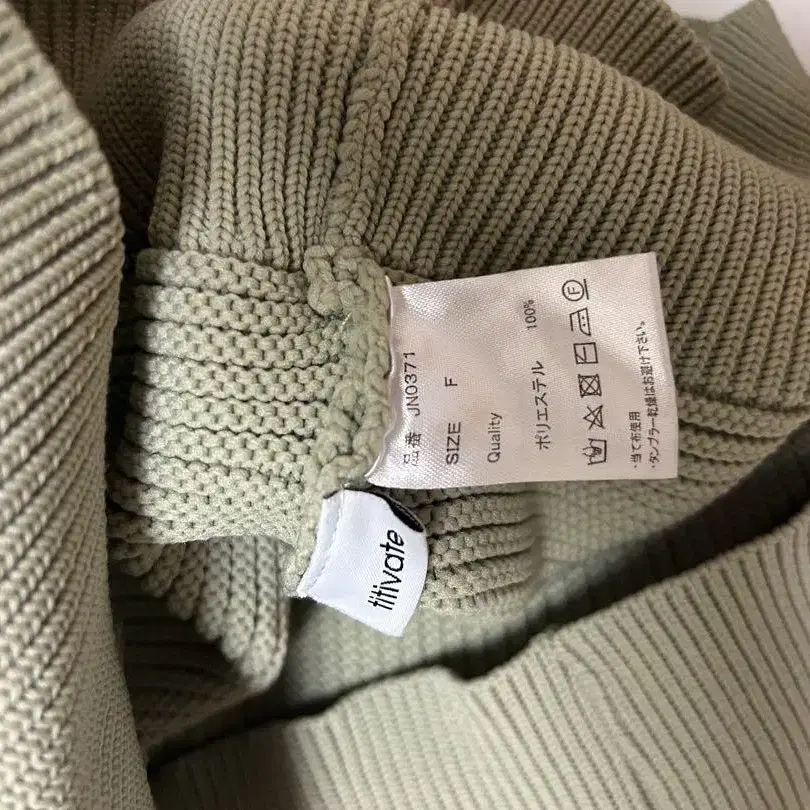 品番 JN0371
SIZE F
Quality
ポリエステル 100%
・当て布使用
・タンブラー乾燥はお避け下さい。
titivate